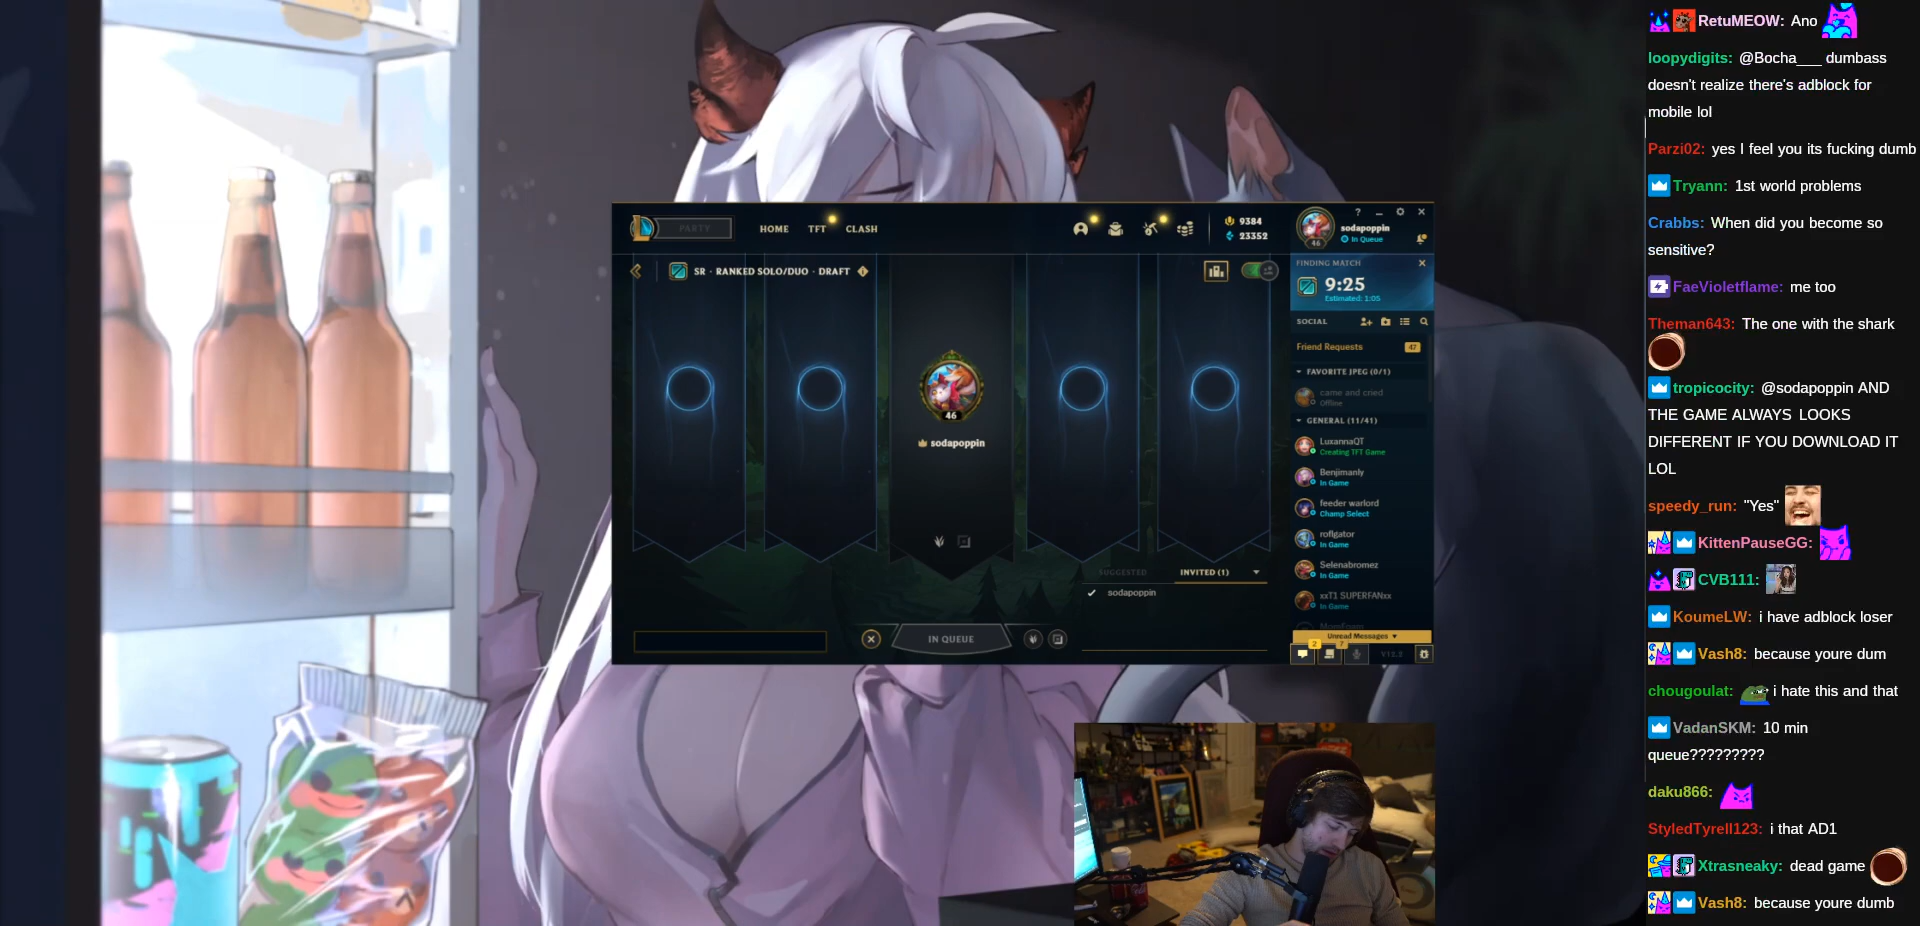 PARTY
HOME
TFT
CLASH
9384
23352
46
sodapoppin
In Queue
SR · RANKED SOLO/DUO · DRAFT
FINDING MATCH
9:25
Estimated: 1:05
SOCIAL
Friend Requests
47
FAVORITE JPEG (0/1)
came and cried
Offline
GENERAL (11/41)
LuxannaQT
Creating TFT Game
Benjimanly
In Game
feeder warlord
Champ Select
roflgator
In Game
Selenabromez
In Game
xxT1 SUPERFANxx
In Game
Unread Messages
V12.2
46
sodapoppin
SUGGESTED
INVITED (1)
sodapoppin
IN QUEUE
RetuMEOW: Ano
loopydigits: @Bocha___ dumbass
doesn't realize there's adblock for
mobile lol
Parzi02: yes I feel you its fucking dumb
Tryann: 1st world problems
Crabbs: When did you become so
sensitive?
FaeVioletflame: me too
Theman643: The one with the shark
tropicocity: @sodapoppin AND
THE GAME ALWAYS LOOKS
DIFFERENT IF YOU DOWNLOAD IT
LOL
speedy_run: "Yes"
KittenPauseGG:
CVB111:
KoumeLW: i have adblock loser
Vash8: because youre dum
chougoulat: i hate this and that
VadanSKM: 10 min
queue?????????
daku866:
StyledTyrell123: i that AD1
Xtrasneaky: dead game
Vash8: because youre dumb